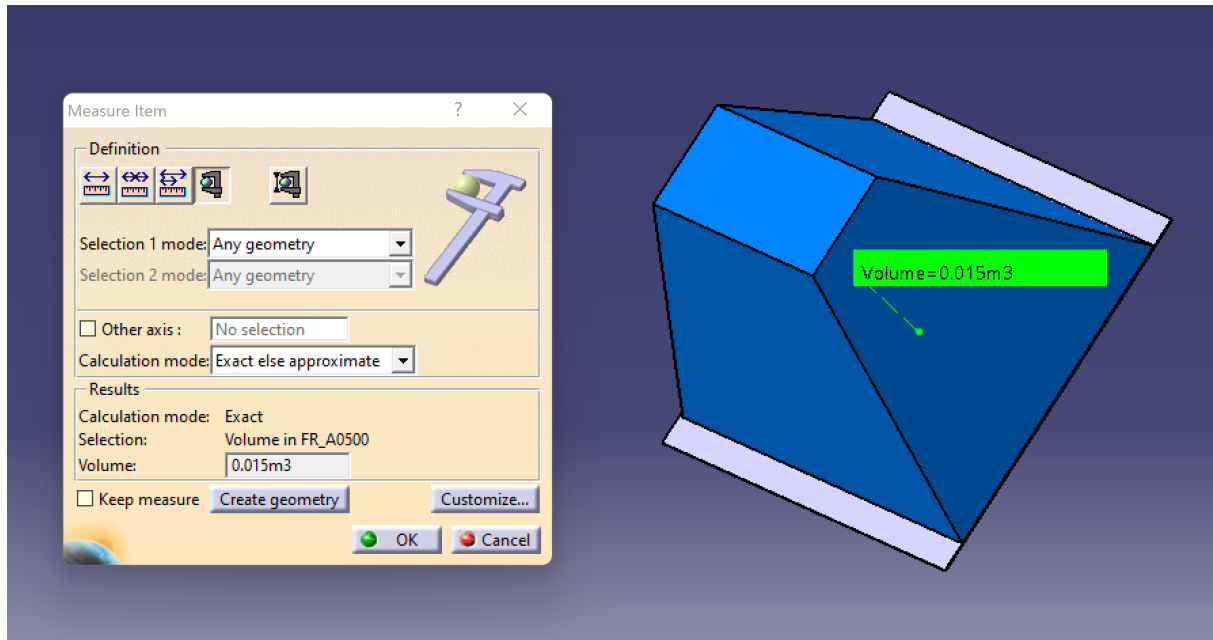 Measure Item ?
Definition
Selection 1 mode: Any geometry
Selection 2 mode: Any geometry
Other axis : No selection
Calculation mode: Exact else approximate
Results
Calculation mode: Exact
Selection: Volume in FR_A0500
Volume: 0.015m3
Keep measure Create geometry Customize...
OK Cancel
Volume=0.015m3